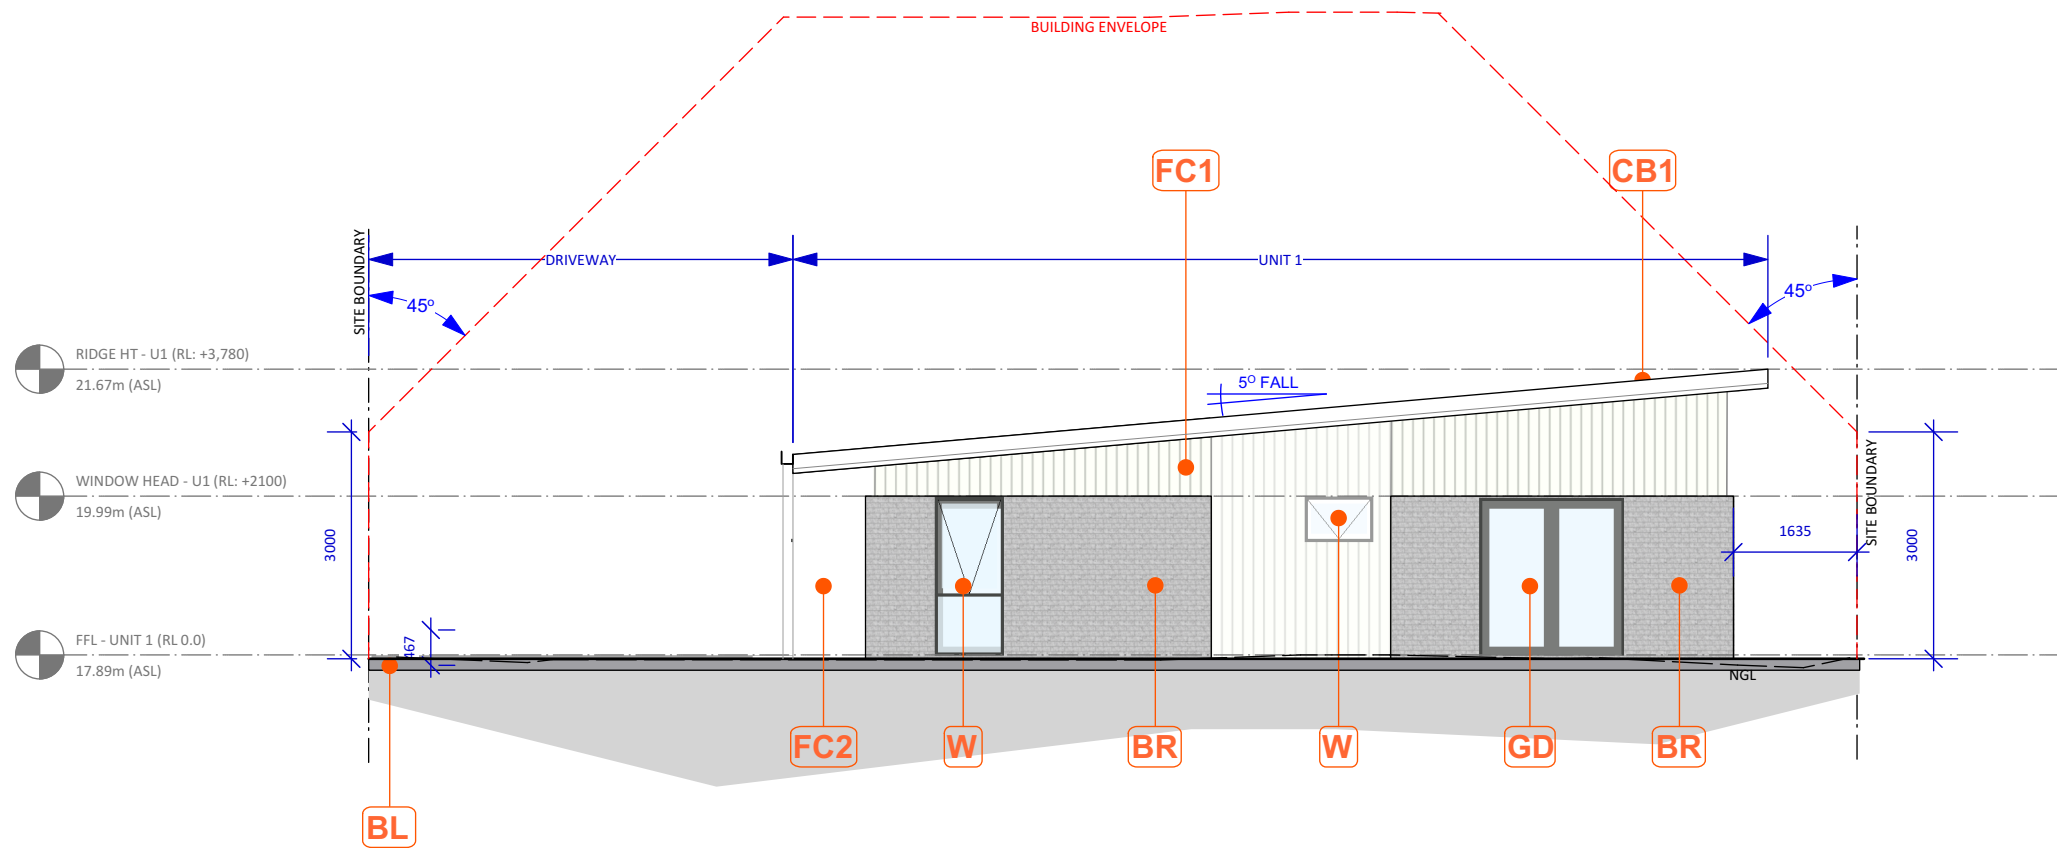 BUILDING ENVELOPE
FC1
CB1
SITE BOUNDARY
DRIVEWAY
UNIT 1
45º
45º
RIDGE HT - U1 (RL: +3,780)
21.67m (ASL)
5º FALL
WINDOW HEAD - U1 (RL: +2100)
19.99m (ASL)
SITE BOUNDARY
3000
1635
3000
FFL - UNIT 1 (RL 0.0)
17.89m (ASL)
467
NGL
FC2
W
BR
W
GD
BR
BL